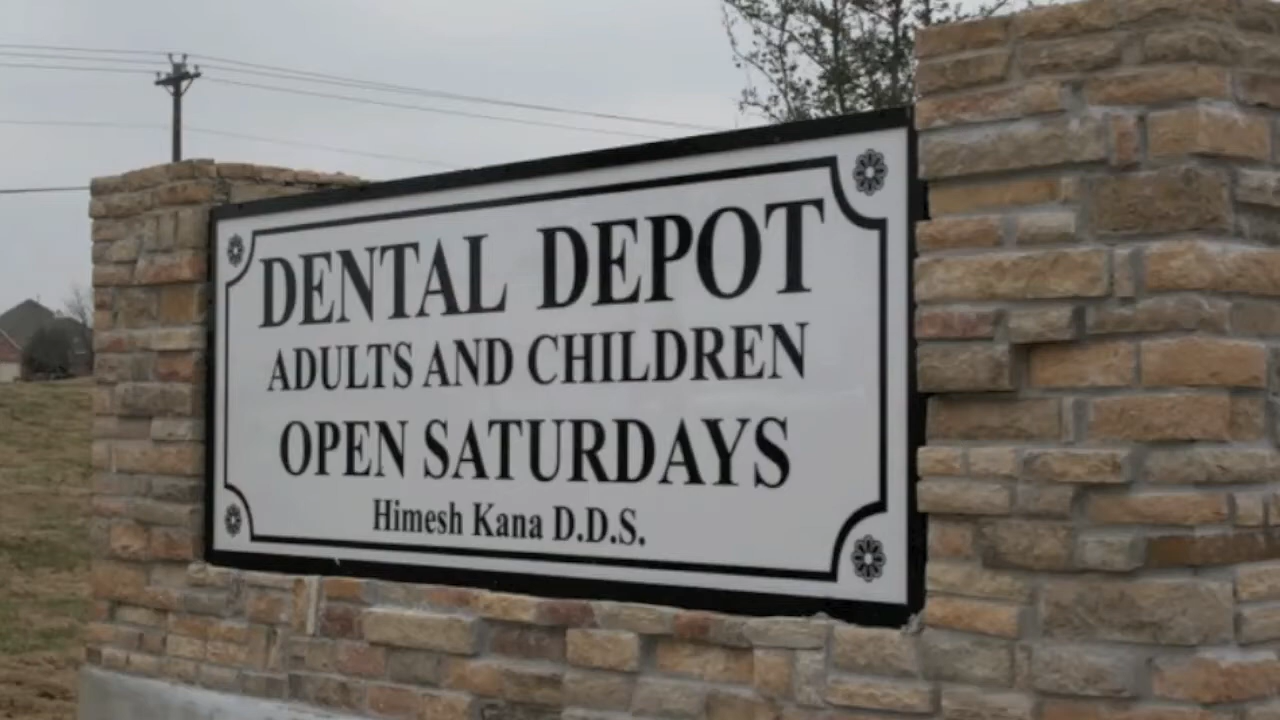 DENTAL DEPOT
ADULTS AND CHILDREN
OPEN SATURDAYS
Himesh Kana D.D.S.